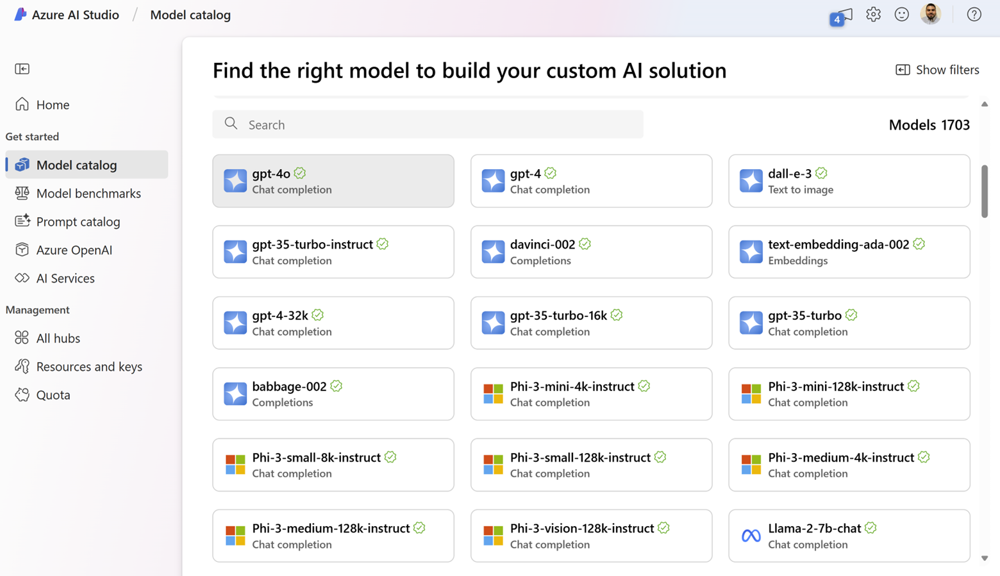 Azure AI Studio / Model catalog
4
Find the right model to build your custom AI solution
Show filters
Home
Get started
Model catalog
Model benchmarks
Prompt catalog
Azure OpenAI
AI Services
Management
All hubs
Resources and keys
Quota
Search
Models 1703
gpt-4o
Chat completion
gpt-4
Chat completion
dall-e-3
Text to image
gpt-35-turbo-instruct
Chat completion
davinci-002
Completions
text-embedding-ada-002
Embeddings
gpt-4-32k
Chat completion
gpt-35-turbo-16k
Chat completion
gpt-35-turbo
Chat completion
babbage-002
Completions
Phi-3-mini-4k-instruct
Chat completion
Phi-3-mini-128k-instruct
Chat completion
Phi-3-small-8k-instruct
Chat completion
Phi-3-small-128k-instruct
Chat completion
Phi-3-medium-4k-instruct
Chat completion
Phi-3-medium-128k-instruct
Chat completion
Phi-3-vision-128k-instruct
Chat completion
Llama-2-7b-chat
Chat completion